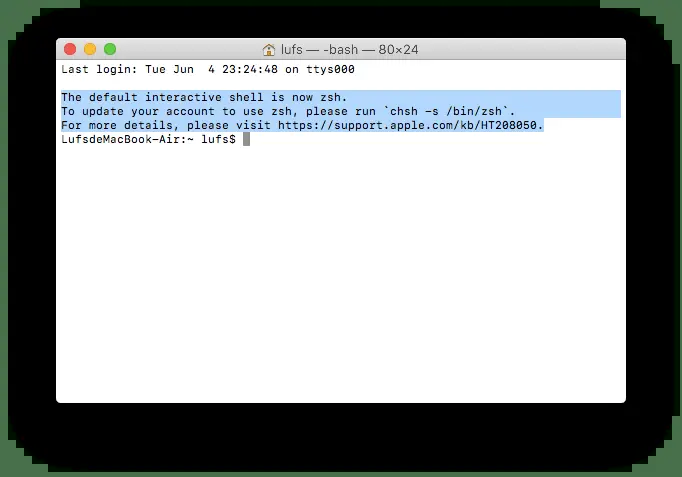 lufs — -bash — 80×24
Last login: Tue Jun  4 23:24:48 on ttys000
The default interactive shell is now zsh.
To update your account to use zsh, please run `chsh -s /bin/zsh`.
For more details, please visit https://support.apple.com/kb/HT208050.
LufsdeMacBook-Air:~ lufs$